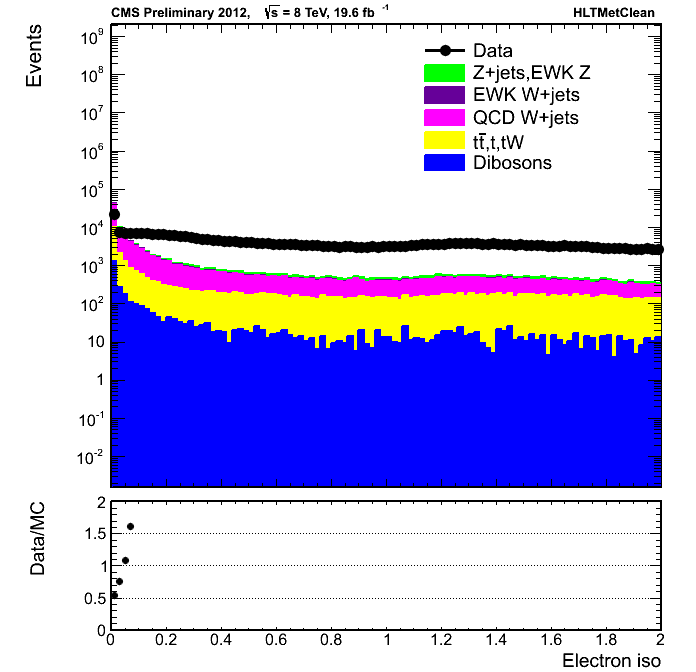 CMS Preliminary 2012, √s = 8 TeV, 19.6 fb⁻¹ HLTMetClean
Events
10⁹
10⁸
10⁷
10⁶
10⁵
10⁴
10³
10²
10
1
10⁻¹
10⁻²
Data
Z+jets,EWK Z
EWK W+jets
QCD W+jets
tt̄,t,tW
Dibosons
Data/MC
2
1.5
1
0.5
0
0 0.2 0.4 0.6 0.8 1 1.2 1.4 1.6 1.8 2
Electron iso